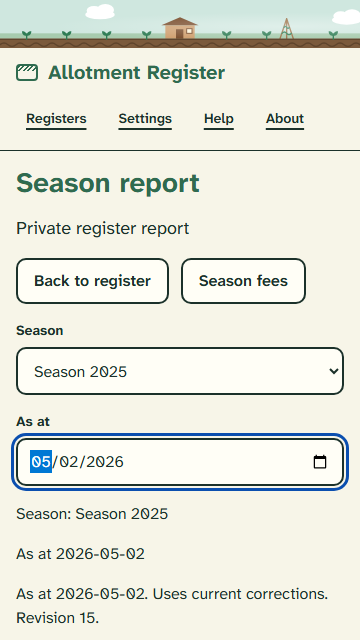 Allotment Register
Registers Settings Help About
Season report
Private register report
Back to register Season fees
Season
Season 2025
As at
05/02/2026
Season: Season 2025
As at 2026-05-02
As at 2026-05-02. Uses current corrections.
Revision 15.